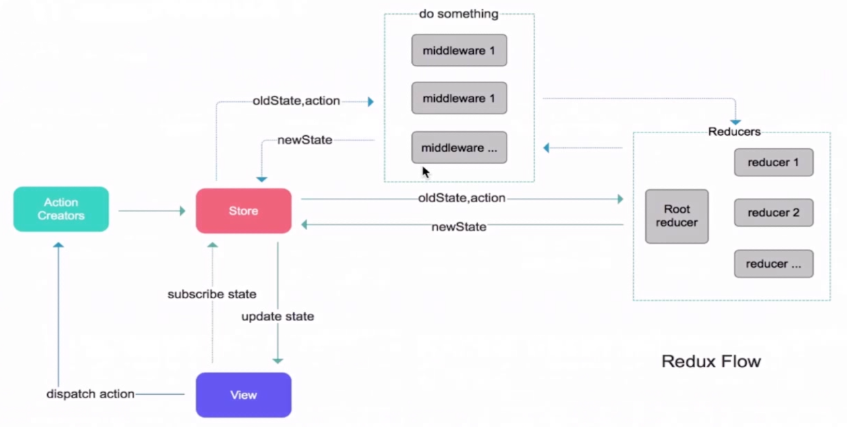 do something
middleware 1
middleware 1
middleware ...
oldState,action
newState
Reducers
reducer 1
Root
reducer
reducer 2
reducer ...
oldState,action
newState
Action
Creators
Store
subscribe state
update state
Redux Flow
dispatch action
View